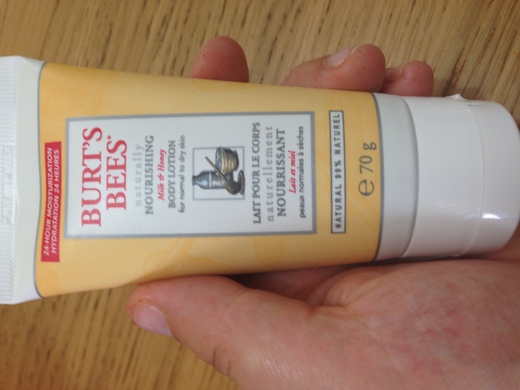 24-HOUR MOISTURIZATION
HYDRATATION 24 HEURES
BURT'S
BEES®
naturally
NOURISHING
Milk & Honey
BODY LOTION
for normal to dry skin
LAIT POUR LE CORPS
naturellement
NOURRISSANT
Lait et miel
peaux normales à sèches
NATURAL 99% NATUREL
℮ 70 g